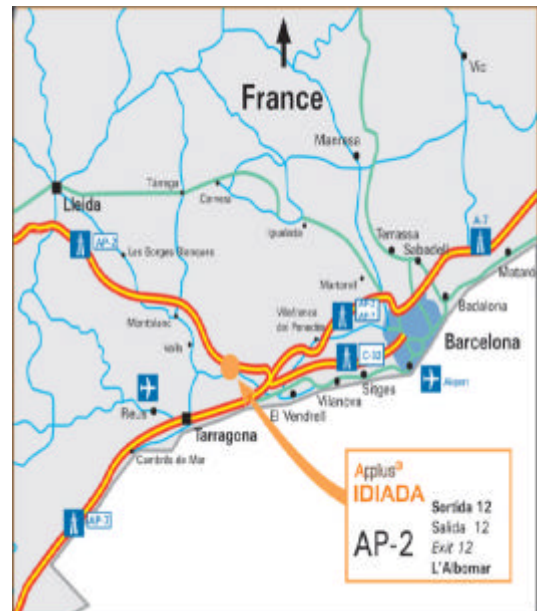 France
Vic
Manresa
Lleida
Tàrrega
Cervera
Igualada
A-7
AP-2
Les Borges Blanques
Terrassa
Sabadell
Mataró
Martorell
Montblanc
Vilafranca
del Penedès
AP-2
AP-7
Badalona
Valls
C-32
Barcelona
Sitges
Airport
Vilanova
Reus
El Vendrell
Tarragona
Cambrils de Mar
Applus
IDIADA
AP-2
Sortida 12
Salida 12
Exit 12
L'Albornar